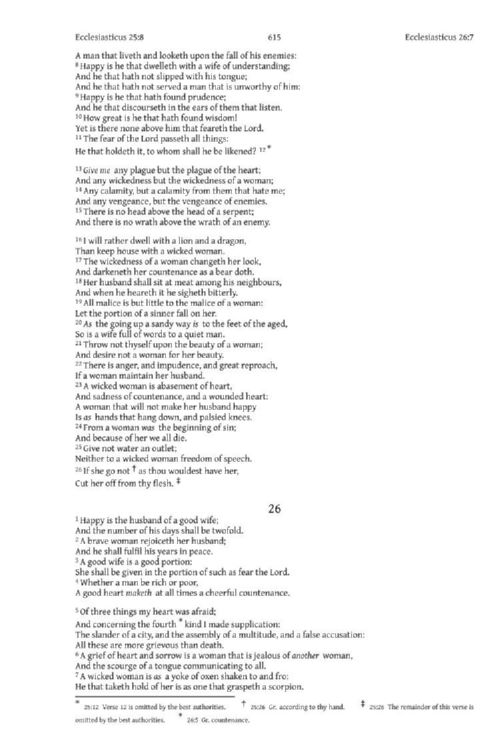 Ecclesiasticus 25:8 615 Ecclesiasticus 26:7
A man that liveth and looketh upon the fall of his enemies:
8 Happy is he that dwelleth with a wife of understanding;
And he that hath not slipped with his tongue;
And he that hath not served a man that is unworthy of him:
9 Happy is he that hath found prudence;
And he that discourseth in the ears of them that listen.
10 How great is he that hath found wisdom!
Yet is there none above him that feareth the Lord.
11 The fear of the Lord passeth all things:
He that holdeth it, to whom shall he be likened? 12 *
13 Give me any plague but the plague of the heart;
And any wickedness but the wickedness of a woman;
14 Any calamity, but a calamity from them that hate me;
And any vengeance, but the vengeance of enemies.
15 There is no head above the head of a serpent;
And there is no wrath above the wrath of an enemy.
16 I will rather dwell with a lion and a dragon,
Than keep house with a wicked woman.
17 The wickedness of a woman changeth her look,
And darkeneth her countenance as a bear doth.
18 Her husband shall sit at meat among his neighbours,
And when he heareth it he sigheth bitterly.
19 All malice is but little to the malice of a woman:
Let the portion of a sinner fall on her.
20 As the going up a sandy way is to the feet of the aged,
So is a wife full of words to a quiet man.
21 Throw not thyself upon the beauty of a woman;
And desire not a woman for her beauty.
22 There is anger, and impudence, and great reproach,
If a woman maintain her husband.
23 A wicked woman is abasement of heart,
And sadness of countenance, and a wounded heart:
A woman that will not make her husband happy
Is as hands that hang down, and palsied knees.
24 From a woman was the beginning of sin;
And because of her we all die.
25 Give not water an outlet;
Neither to a wicked woman freedom of speech.
26 If she go not † as thou wouldest have her,
Cut her off from thy flesh. ‡
26
1 Happy is the husband of a good wife;
And the number of his days shall be twofold.
2 A brave woman rejoiceth her husband;
And he shall fulfil his years in peace.
3 A good wife is a good portion:
She shall be given in the portion of such as fear the Lord.
4 Whether a man be rich or poor,
A good heart maketh at all times a cheerful countenance.
5 Of three things my heart was afraid;
And concerning the fourth * kind I made supplication:
The slander of a city, and the assembly of a multitude, and a false accusation:
All these are more grievous than death.
6 A grief of heart and sorrow is a woman that is jealous of another woman,
And the scourge of a tongue communicating to all.
7 A wicked woman is as a yoke of oxen shaken to and fro:
He that taketh hold of her is as one that graspeth a scorpion.
* 25:12 Verse 12 is omitted by the best authorities. † 25:26 Gr. according to thy hand. ‡ 25:26 The remainder of this verse is
omitted by the best authorities. * 26:5 Gr. countenance.